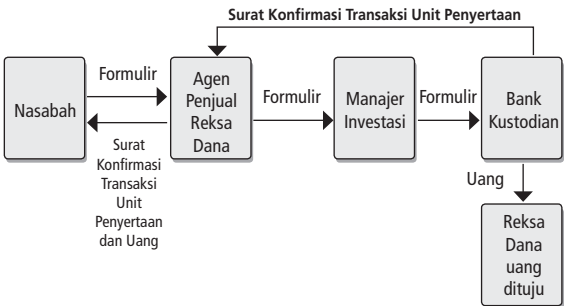 Surat Konfirmasi Transaksi Unit Penyertaan
Nasabah
Formulir
Surat
Konfirmasi
Transaksi
Unit
Penyertaan
dan Uang
Agen
Penjual
Reksa
Dana
Formulir
Manajer
Investasi
Formulir
Bank
Kustodian
Uang
Reksa
Dana
uang
dituju